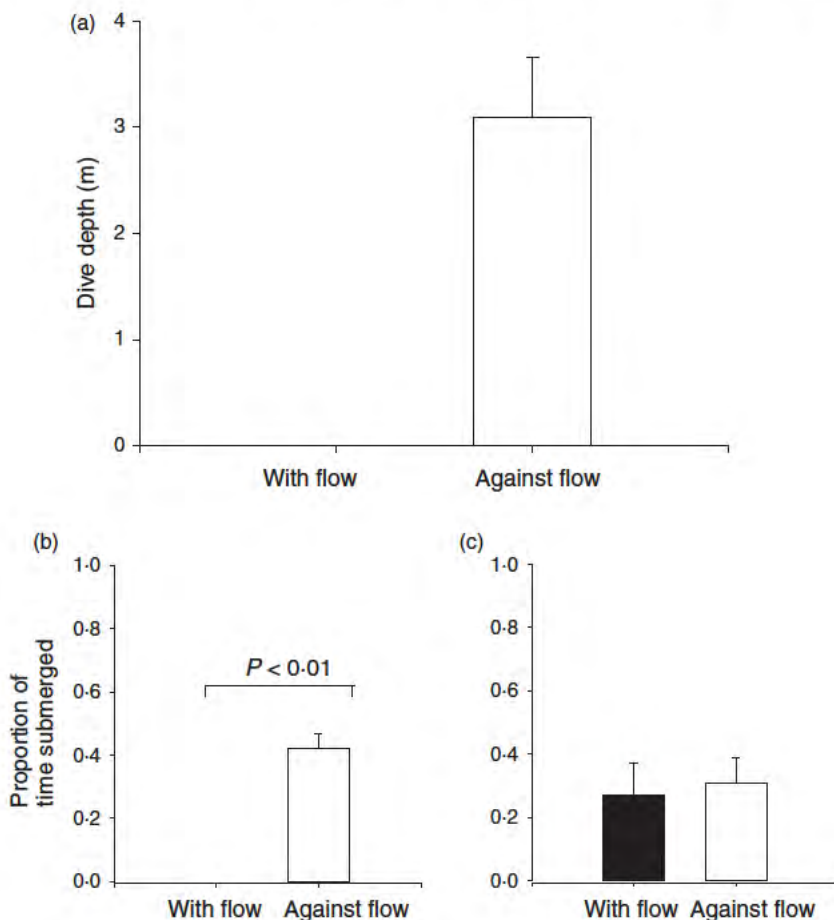 (a)
4
3
2
1
0
Dive depth (m)
With flow Against flow
(b)
1·0
0·8
0·6
0·4
0·2
0·0
Proportion of
time submerged
P < 0·01
With flow Against flow
(c)
1·0
0·8
0·6
0·4
0·2
0·0
With flow Against flow